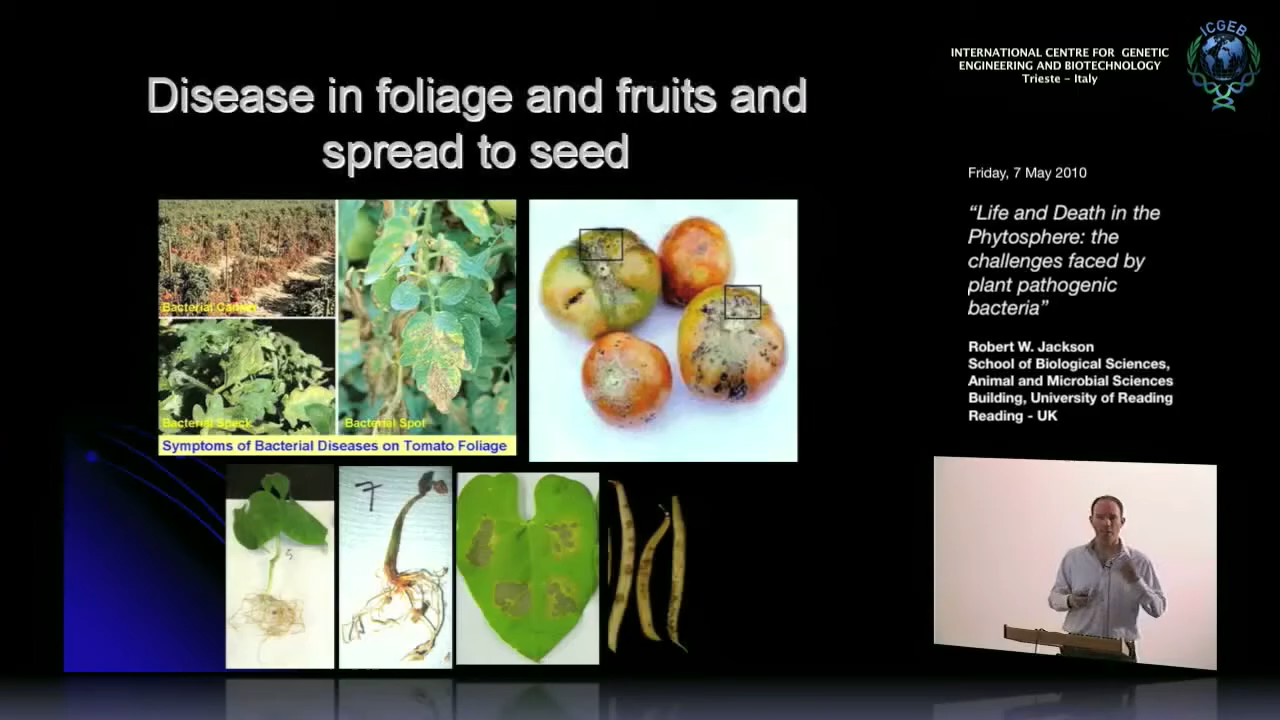 Disease in foliage and fruits and
spread to seed
Bacterial Canker
Bacterial Speck
Bacterial Spot
Symptoms of Bacterial Diseases on Tomato Foliage
5
7
INTERNATIONAL CENTRE FOR GENETIC
ENGINEERING AND BIOTECHNOLOGY
Trieste - Italy
ICGEB
Friday, 7 May 2010
“Life and Death in the
Phytosphere: the
challenges faced by
plant pathogenic
bacteria”
Robert W. Jackson
School of Biological Sciences,
Animal and Microbial Sciences
Building, University of Reading
Reading - UK